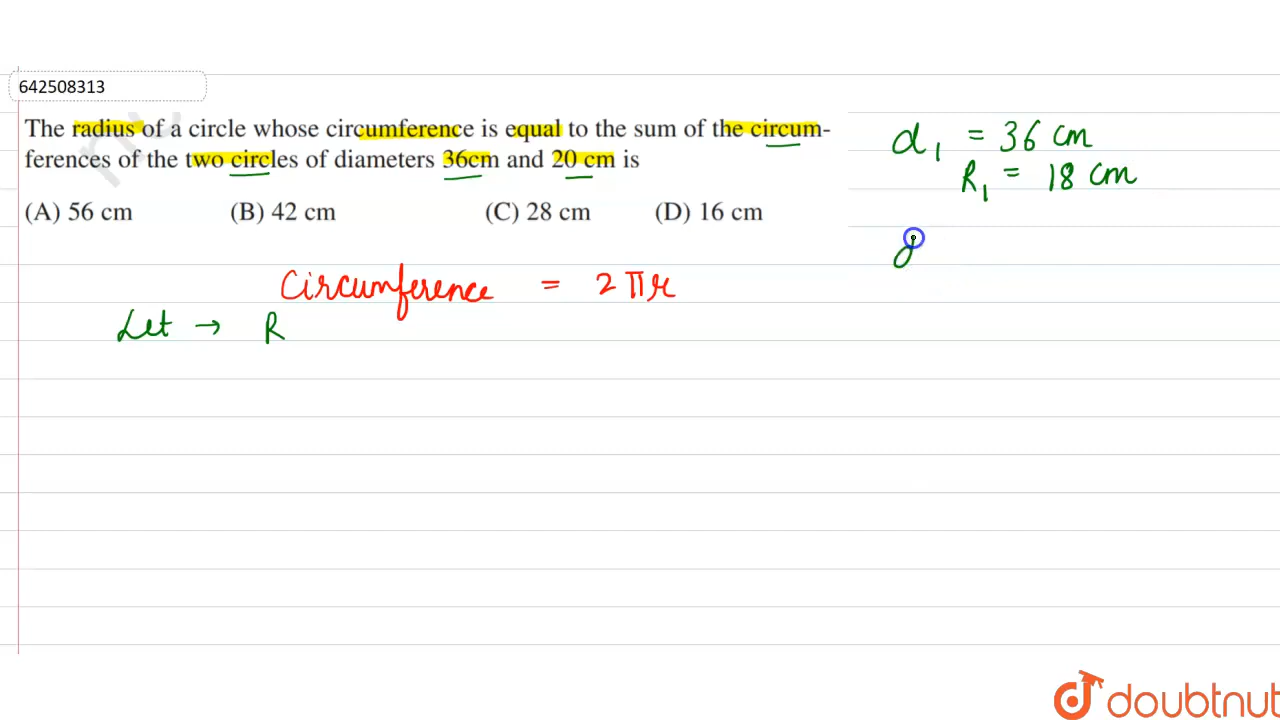 642508313
The radius of a circle whose circumference is equal to the sum of the circum-
ferences of the two circles of diameters 36cm and 20 cm is
(A) 56 cm (B) 42 cm (C) 28 cm (D) 16 cm
d1 = 36 cm
R1 = 18 cm
d
Circumference = 2πr
Let → R
doubtnut